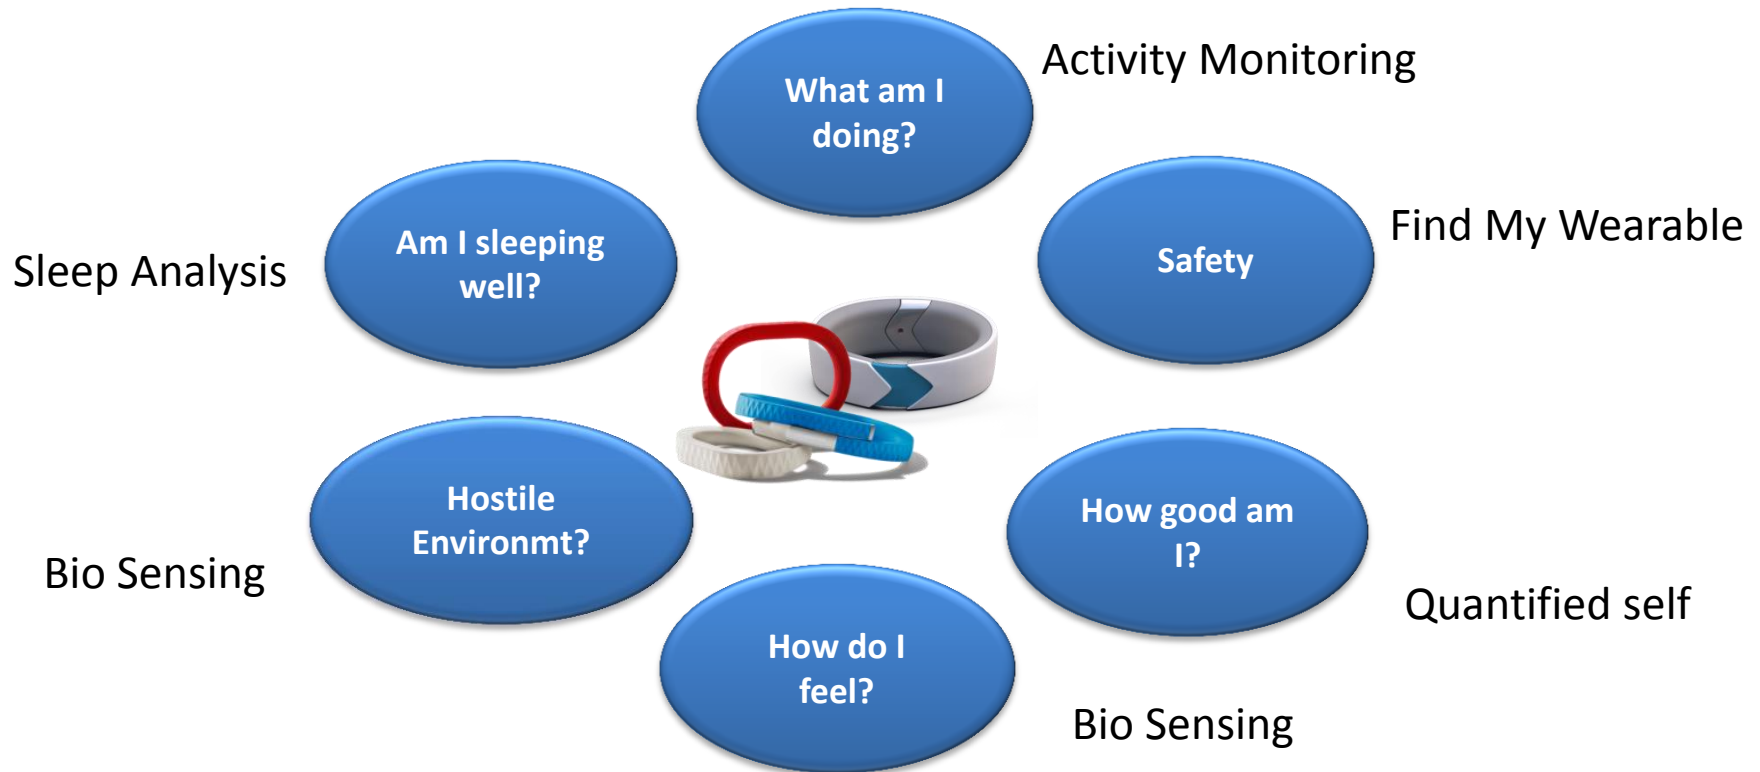 What am I
doing?
Activity Monitoring
Safety
Find My Wearable
How good am
I?
Quantified self
How do I
feel?
Bio Sensing
Hostile
Environmt?
Bio Sensing
Am I sleeping
well?
Sleep Analysis